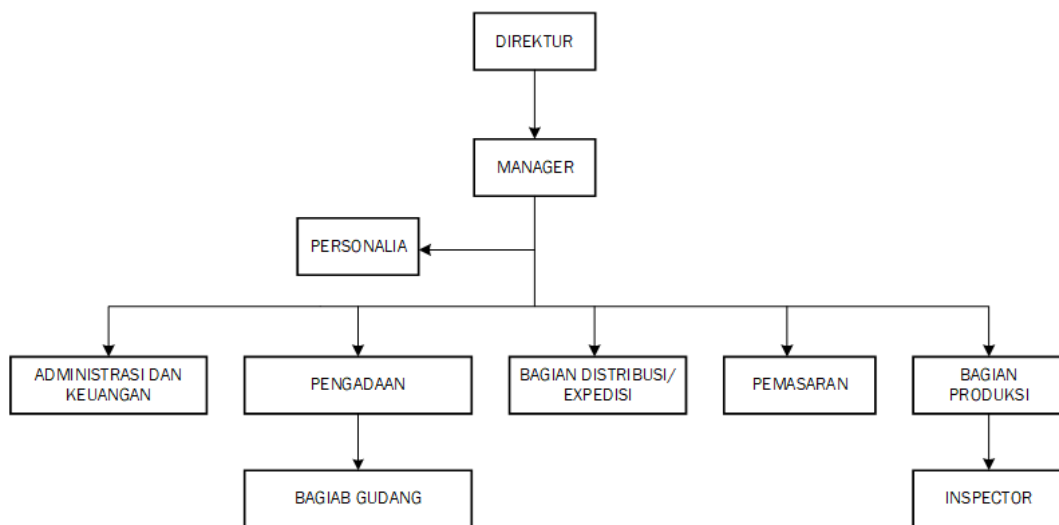 DIREKTUR
MANAGER
PERSONALIA
ADMINISTRASI DAN
KEUANGAN
PENGADAAN
BAGIAN DISTRIBUSI/
EXPEDISI
PEMASARAN
BAGIAN
PRODUKSI
BAGIAB GUDANG
INSPECTOR